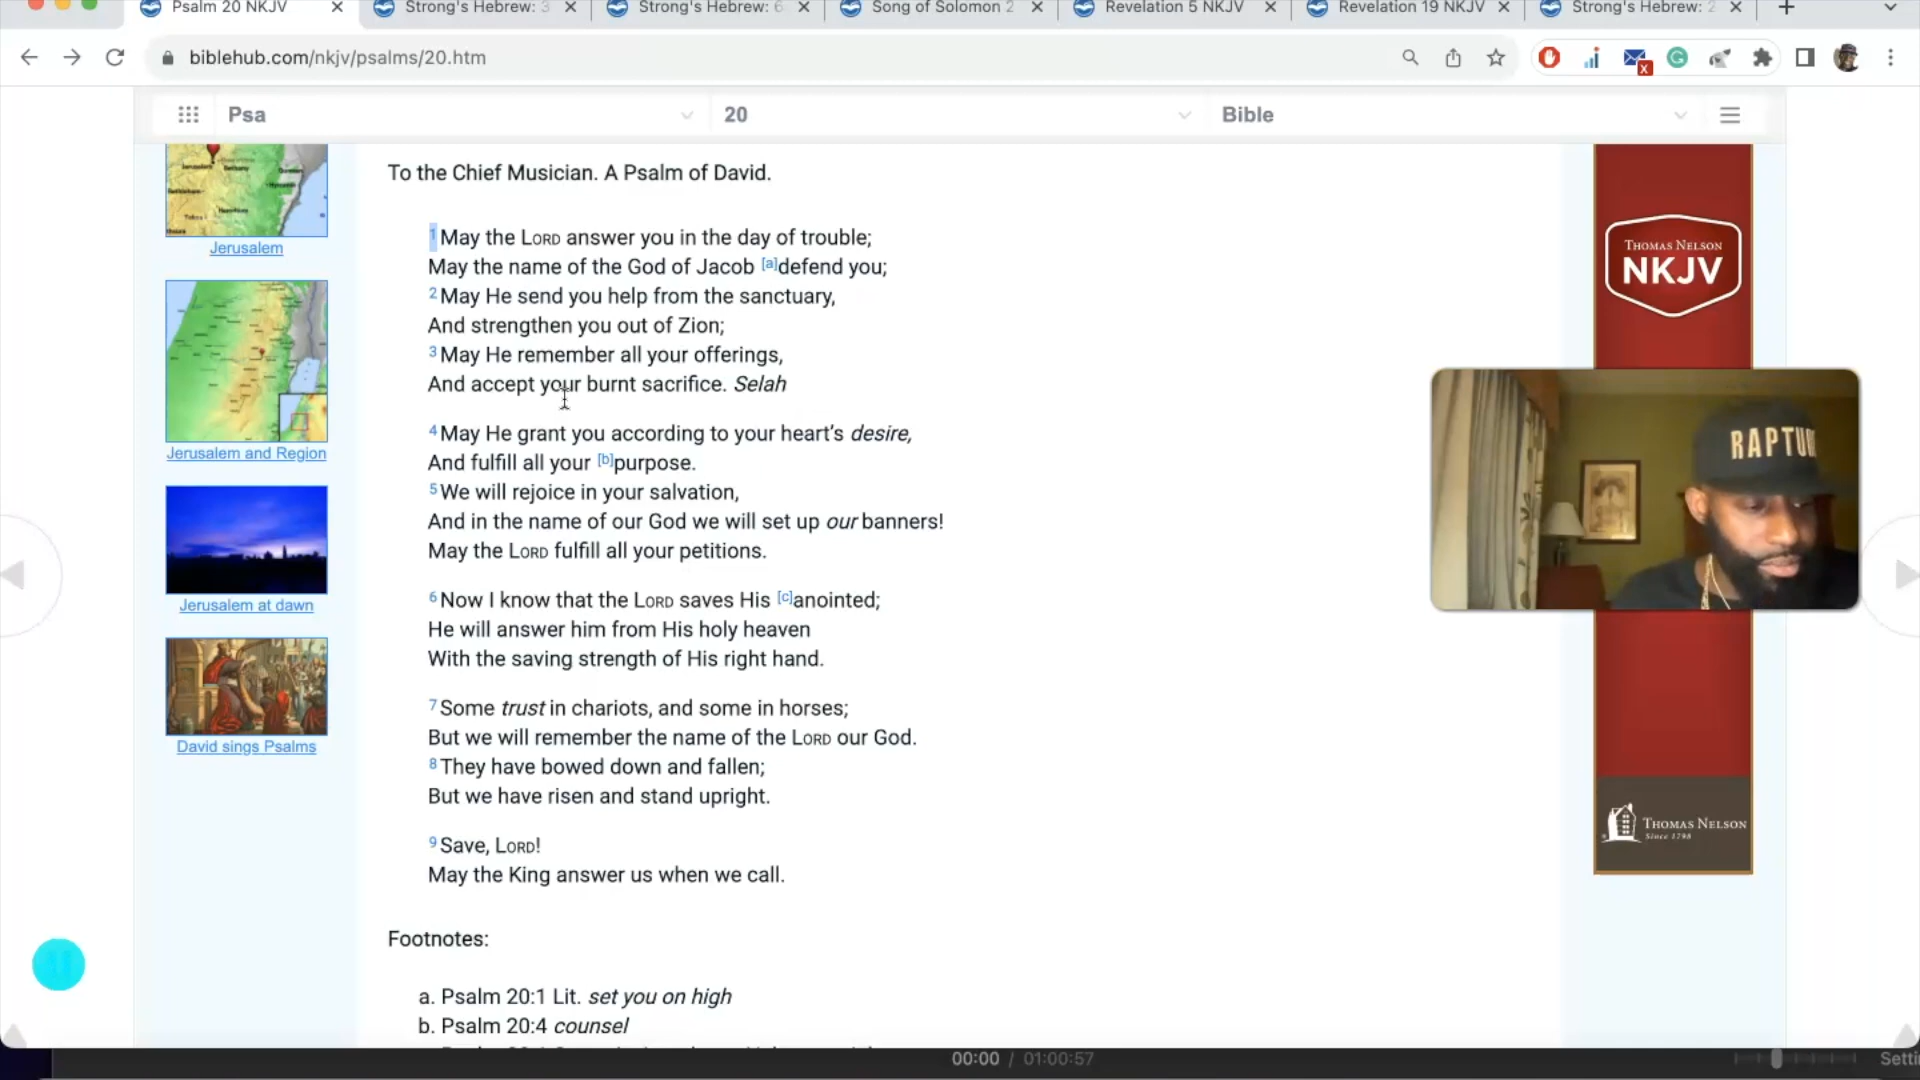 Psalm 20 NKJV
Strong's Hebrew: 3
Strong's Hebrew: 6
Song of Solomon 2
Revelation 5 NKJV
Revelation 19 NKJV
Strong's Hebrew: 2
biblehub.com/nkjv/psalms/20.htm
x
Psa
20
Bible
To the Chief Musician. A Psalm of David.
1 May the LORD answer you in the day of trouble;
May the name of the God of Jacob [a]defend you;
2 May He send you help from the sanctuary,
And strengthen you out of Zion;
3 May He remember all your offerings,
And accept your burnt sacrifice. Selah
4 May He grant you according to your heart’s desire,
And fulfill all your [b]purpose.
5 We will rejoice in your salvation,
And in the name of our God we will set up our banners!
May the LORD fulfill all your petitions.
6 Now I know that the LORD saves His [c]anointed;
He will answer him from His holy heaven
With the saving strength of His right hand.
7 Some trust in chariots, and some in horses;
But we will remember the name of the LORD our God.
8 They have bowed down and fallen;
But we have risen and stand upright.
9 Save, LORD!
May the King answer us when we call.
Footnotes:
a. Psalm 20:1 Lit. set you on high
b. Psalm 20:4 counsel
Jerusalem
Jerusalem and Region
Jerusalem at dawn
David sings Psalms
THOMAS NELSON
NKJV
RAPTU
THOMAS NELSON
Since 1798
00:00 / 01:00:57
Setti